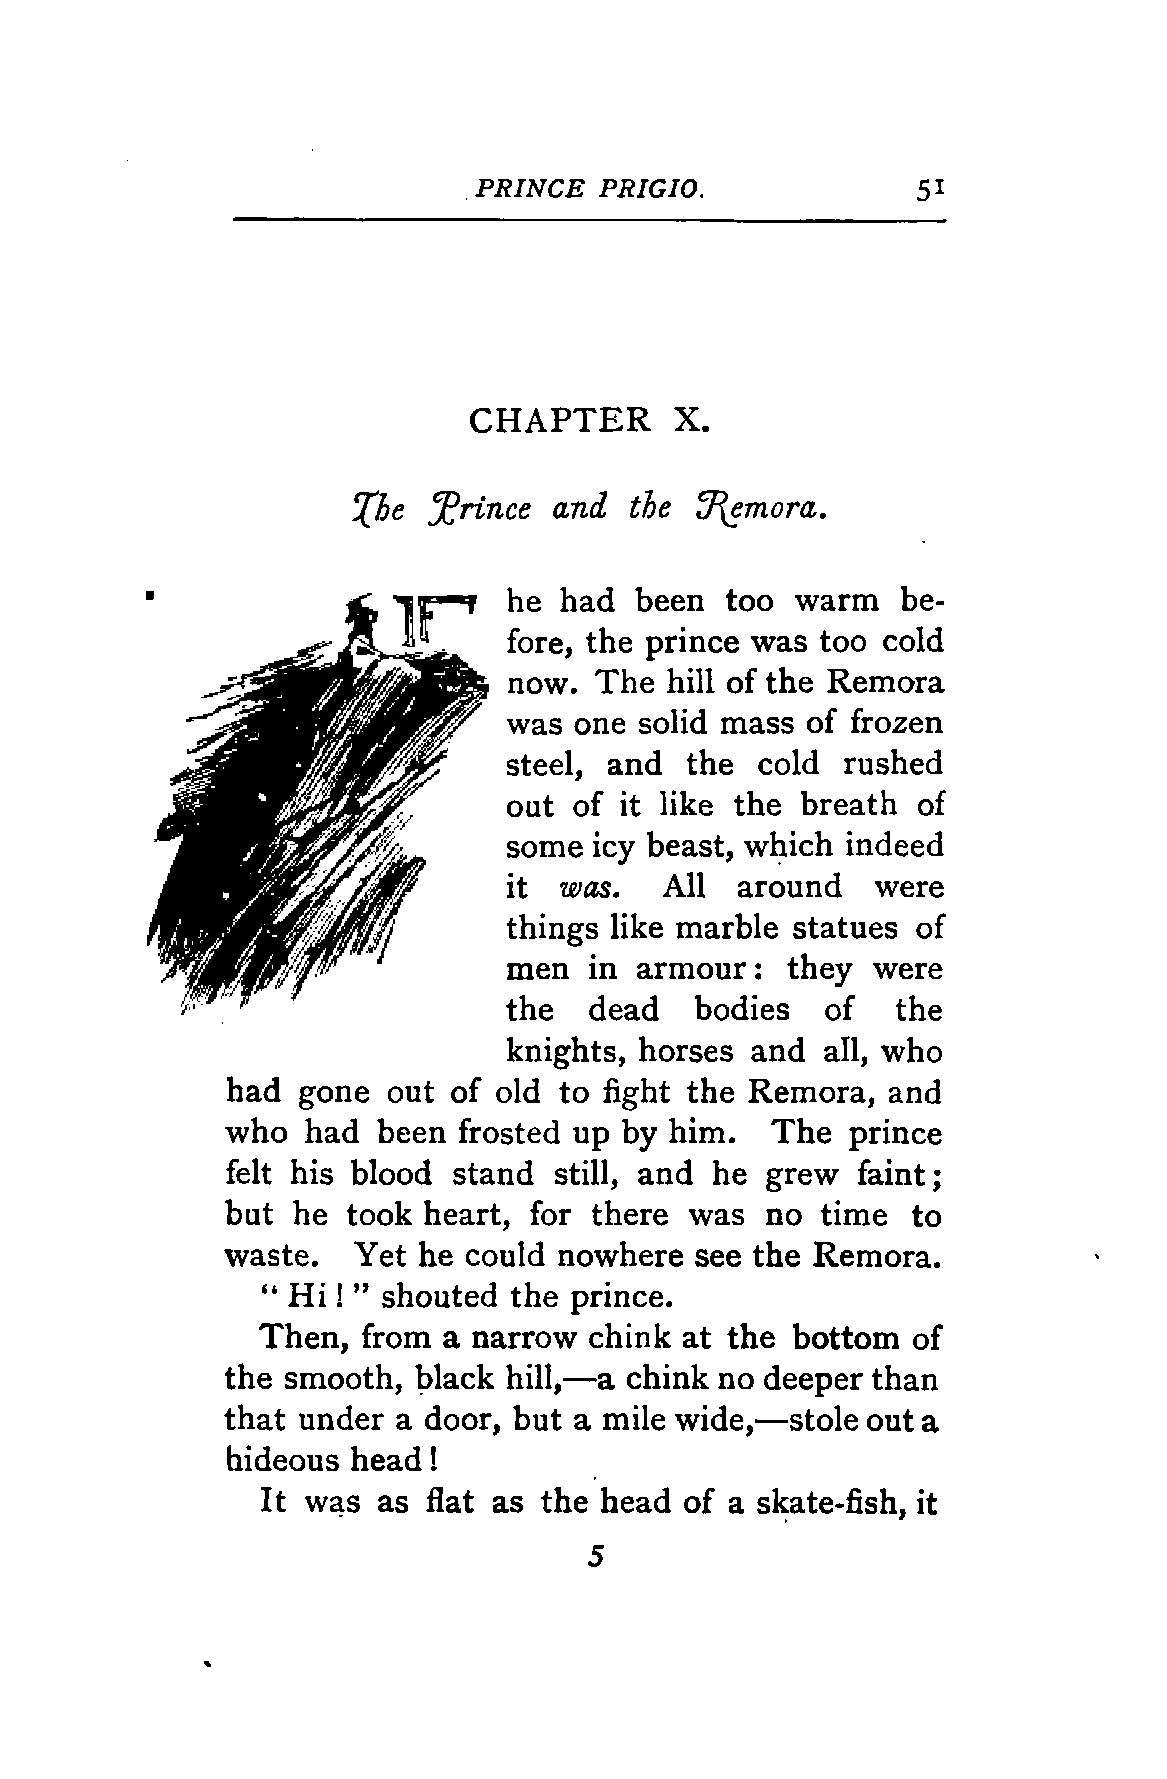 PRINCE PRIGIO. 51
CHAPTER X.
The Prince and the Remora.
IF he had been too warm be-
fore, the prince was too cold
now. The hill of the Remora
was one solid mass of frozen
steel, and the cold rushed
out of it like the breath of
some icy beast, which indeed
it was. All around were
things like marble statues of
men in armour: they were
the dead bodies of the
knights, horses and all, who
had gone out of old to fight the Remora, and
who had been frosted up by him. The prince
felt his blood stand still, and he grew faint;
but he took heart, for there was no time to
waste. Yet he could nowhere see the Remora.
"Hi!" shouted the prince.
Then, from a narrow chink at the bottom of
the smooth, black hill,—a chink no deeper than
that under a door, but a mile wide,—stole out a
hideous head!
It was as flat as the head of a skate-fish, it
5